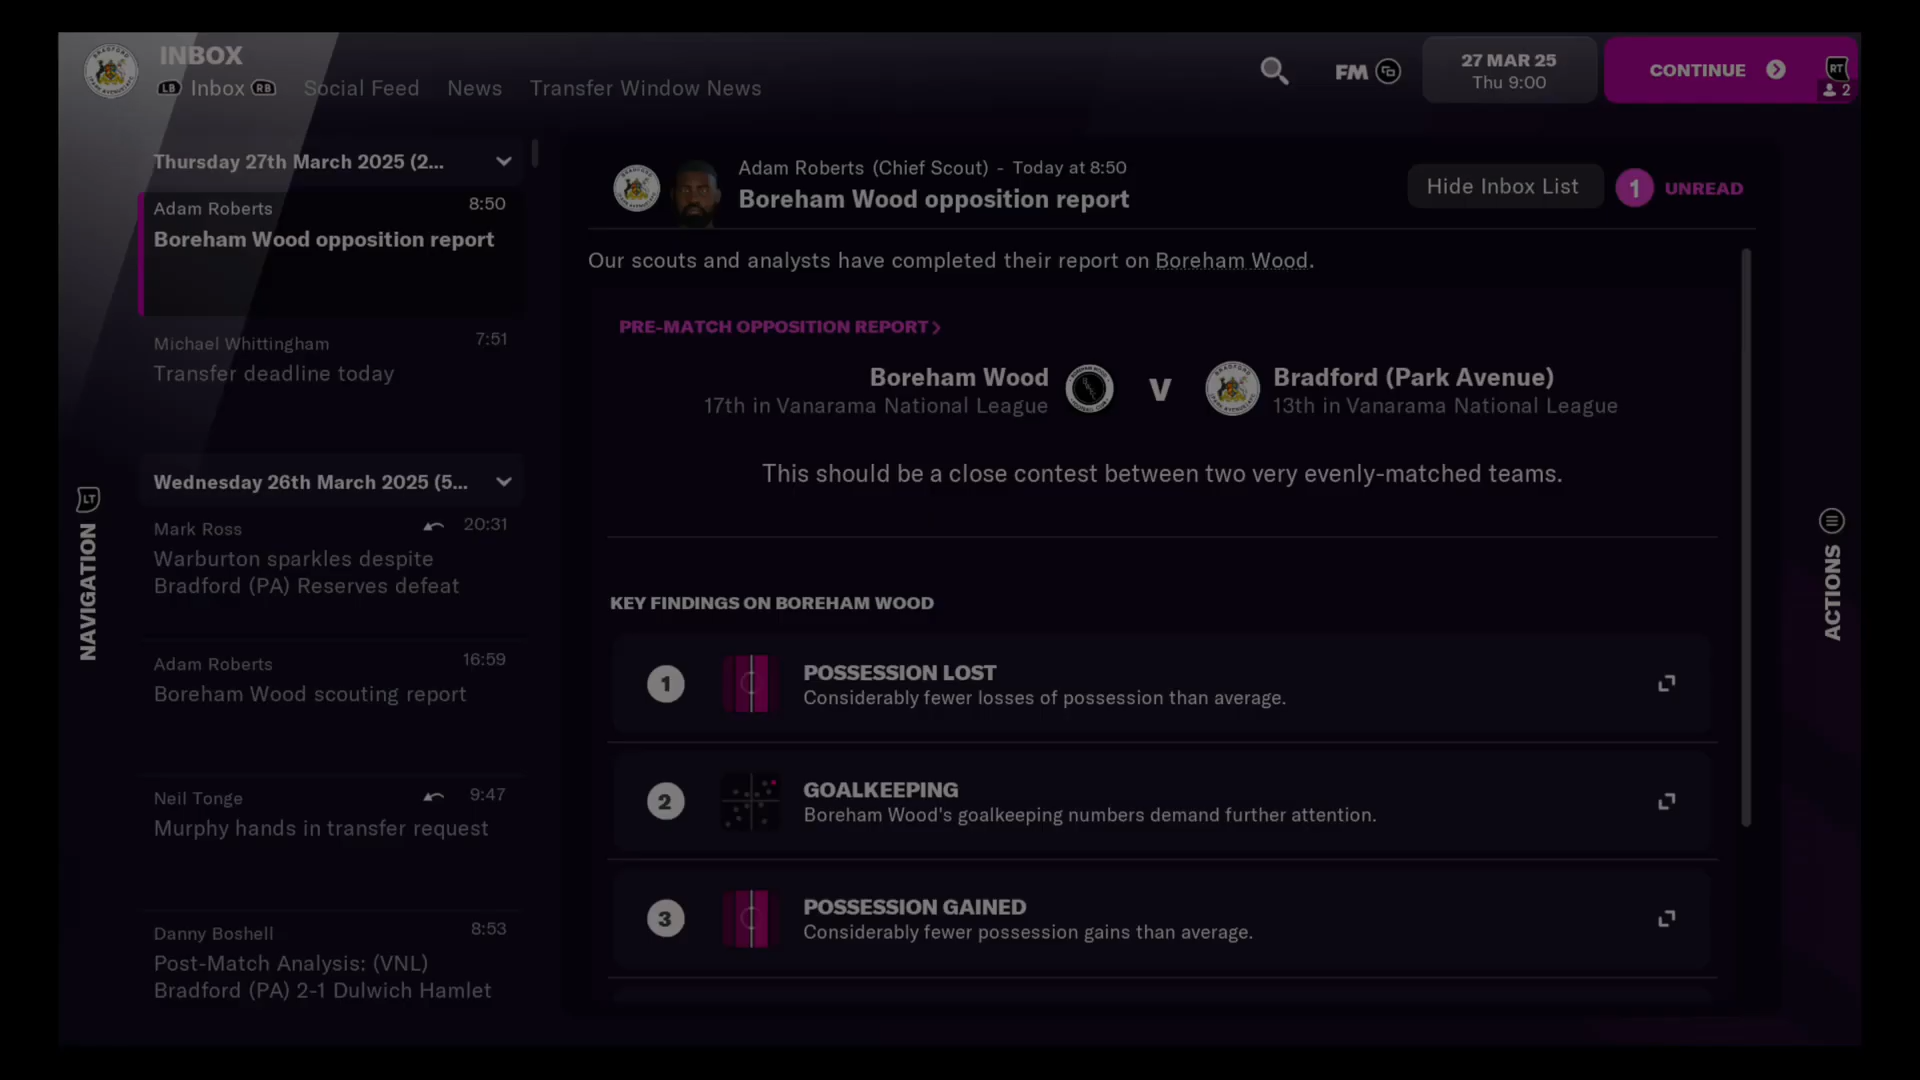 INBOX
LB Inbox RB Social Feed News Transfer Window News
FM
27 MAR 25
Thu 9:00
CONTINUE
RT
2
Thursday 27th March 2025 (2...
Adam Roberts 8:50
Boreham Wood opposition report
Michael Whittingham 7:51
Transfer deadline today
Wednesday 26th March 2025 (5...
Mark Ross 20:31
Warburton sparkles despite
Bradford (PA) Reserves defeat
Adam Roberts 16:59
Boreham Wood scouting report
Neil Tonge 9:47
Murphy hands in transfer request
Danny Boshell 8:53
Post-Match Analysis: (VNL)
Bradford (PA) 2-1 Dulwich Hamlet
LT
NAVIGATION
Adam Roberts (Chief Scout) - Today at 8:50
Boreham Wood opposition report
Hide Inbox List
1 UNREAD
Our scouts and analysts have completed their report on Boreham Wood.
PRE-MATCH OPPOSITION REPORT
Boreham Wood V Bradford (Park Avenue)
17th in Vanarama National League 13th in Vanarama National League
This should be a close contest between two very evenly-matched teams.
KEY FINDINGS ON BOREHAM WOOD
1 POSSESSION LOST
Considerably fewer losses of possession than average.
2 GOALKEEPING
Boreham Wood's goalkeeping numbers demand further attention.
3 POSSESSION GAINED
Considerably fewer possession gains than average.
ACTIONS